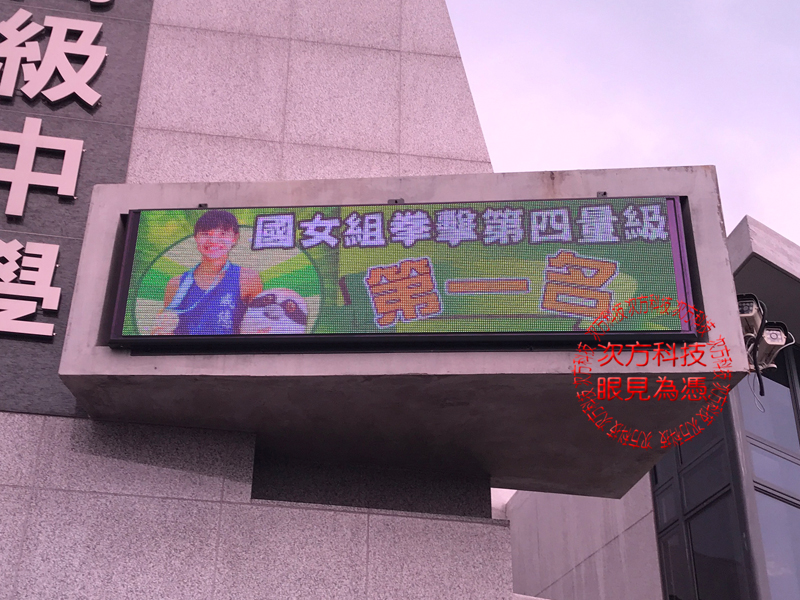 級
中
學
國女組拳擊第四量級
第一名
次方科技
眼見為憑